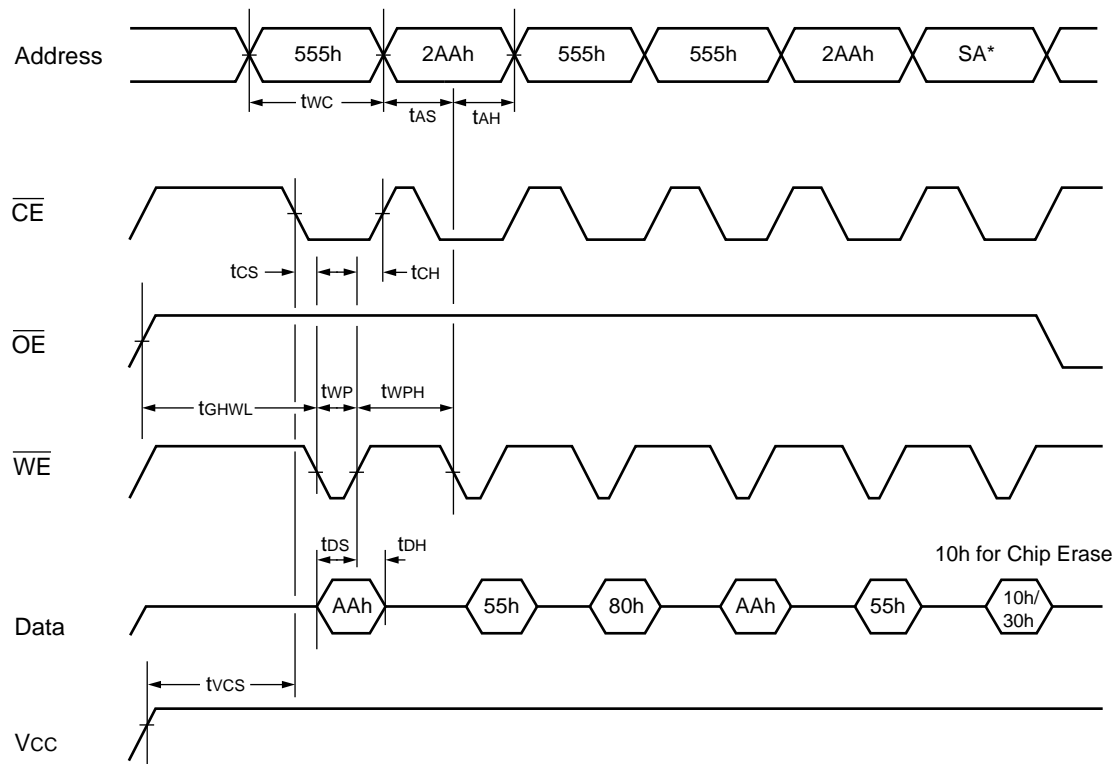 Address 555h 2AAh 555h 555h 2AAh SA*
tWC tAS tAH
CE
tCS tCH
OE
tGHWL tWP tWPH
WE
tDS tDH 10h for Chip Erase
Data AAh 55h 80h AAh 55h 10h/
30h
tVCS
VCC